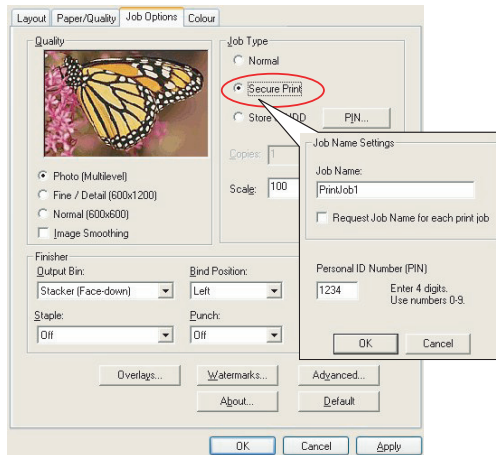 Layout Paper/Quality Job Options Colour
Quality
Photo (Multilevel)
Fine / Detail (600x1200)
Normal (600x600)
Image Smoothing
Job Type
Normal
Secure Print
Store HDD PIN...
Copies: 1
Scale: 100
Job Name Settings
Job Name:
PrintJob1
Request Job Name for each print job
Personal ID Number (PIN)
1234 Enter 4 digits.
Use numbers 0-9.
OK Cancel
Finisher
Output Bin: Bind Position:
Stacker (Face-down) Left
Staple: Punch:
Off Off
Overlays... Watermarks... Advanced...
About... Default
OK Cancel Apply